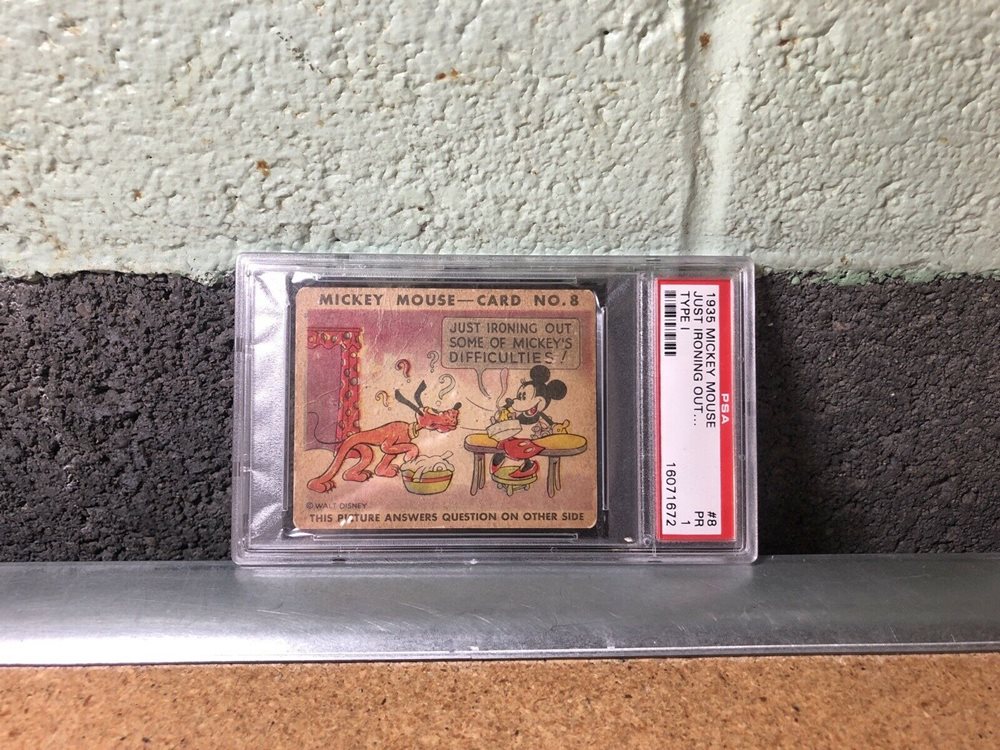 MICKEY MOUSE—CARD NO. 8
JUST IRONING OUT
SOME OF MICKEY'S
DIFFICULTIES!
? ? ? ?
© WALT DISNEY
THIS PICTURE ANSWERS QUESTION ON OTHER SIDE
PSA
1935 MICKEY MOUSE
JUST IRONING OUT...
TYPE I
#8
PR
1
16071672